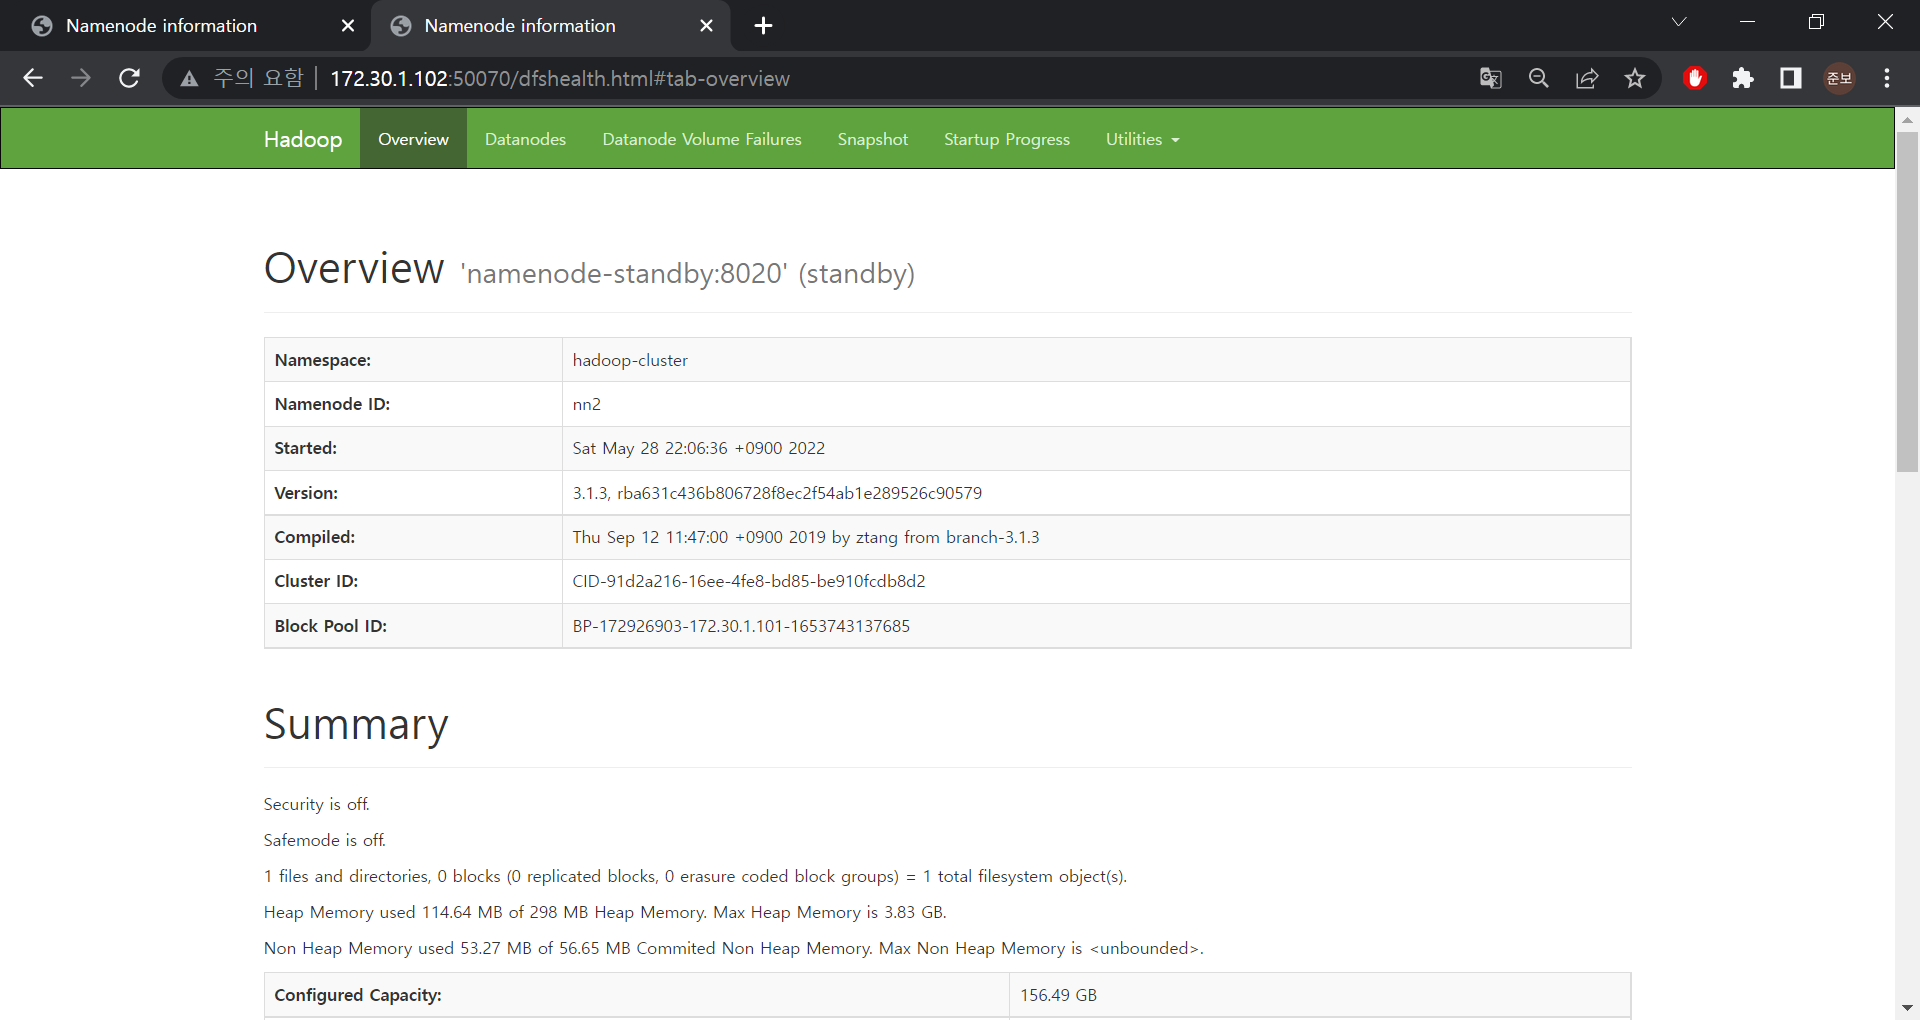 Namenode information
Namenode information
주의 요함 172.30.1.102:50070/dfshealth.html#tab-overview
준보
Hadoop Overview Datanodes Datanode Volume Failures Snapshot Startup Progress Utilities
Overview 'namenode-standby:8020' (standby)
Namespace: hadoop-cluster
Namenode ID: nn2
Started: Sat May 28 22:06:36 +0900 2022
Version: 3.1.3, rba631c436b806728f8ec2f54ab1e289526c90579
Compiled: Thu Sep 12 11:47:00 +0900 2019 by ztang from branch-3.1.3
Cluster ID: CID-91d2a216-16ee-4fe8-bd85-be910fcdb8d2
Block Pool ID: BP-172926903-172.30.1.101-1653743137685
Summary
Security is off.
Safemode is off.
1 files and directories, 0 blocks (0 replicated blocks, 0 erasure coded block groups) = 1 total filesystem object(s).
Heap Memory used 114.64 MB of 298 MB Heap Memory. Max Heap Memory is 3.83 GB.
Non Heap Memory used 53.27 MB of 56.65 MB Commited Non Heap Memory. Max Non Heap Memory is <unbounded>.
Configured Capacity: 156.49 GB